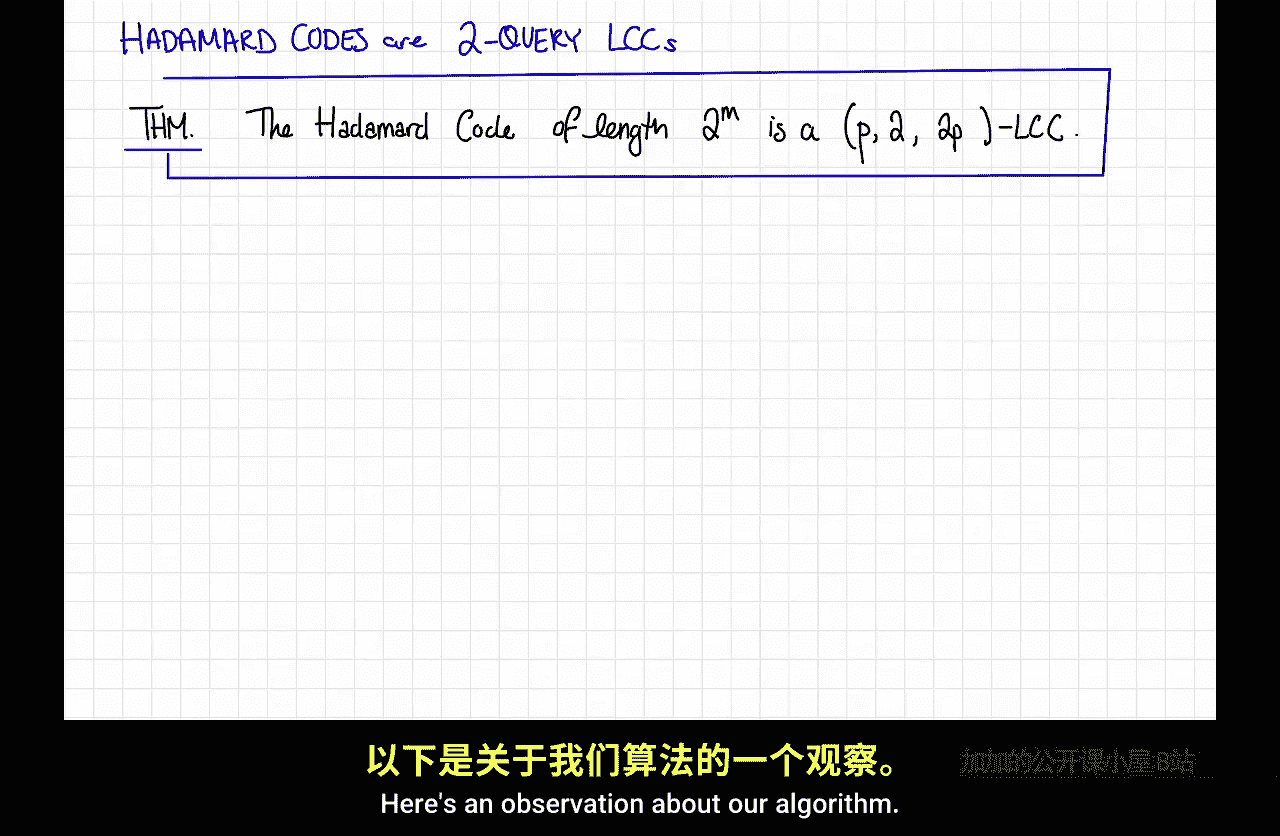 HADAMARD CODES are 2-QUERY LCCs
THM. The Hadamard Code of length 2^m is a (p, 2, 2p)-LCC.
以下是关于我们算法的一个观察。
加加的公开课小屋:B站
Here's an observation about our algorithm.